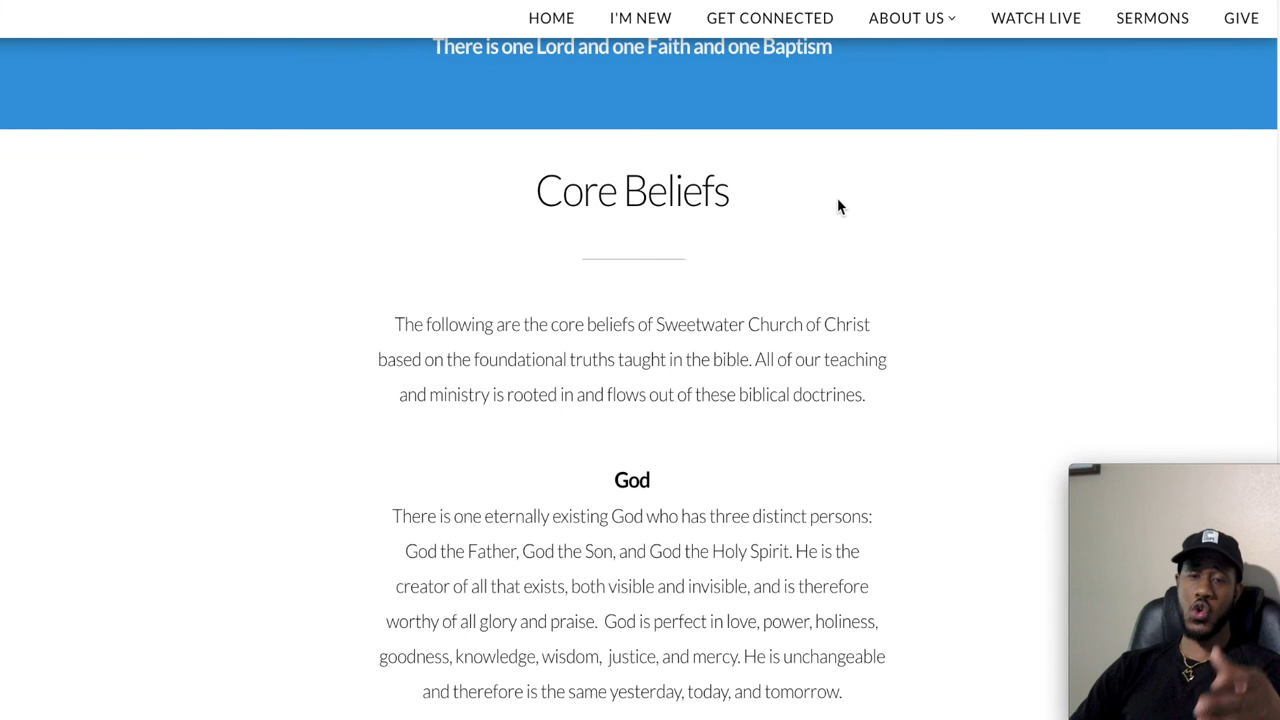 HOME I'M NEW GET CONNECTED ABOUT US WATCH LIVE SERMONS GIVE
There is one Lord and one Faith and one Baptism
Core Beliefs
The following are the core beliefs of Sweetwater Church of Christ
based on the foundational truths taught in the bible. All of our teaching
and ministry is rooted in and flows out of these biblical doctrines.
God
There is one eternally existing God who has three distinct persons:
God the Father, God the Son, and God the Holy Spirit. He is the
creator of all that exists, both visible and invisible, and is therefore
worthy of all glory and praise. God is perfect in love, power, holiness,
goodness, knowledge, wisdom, justice, and mercy. He is unchangeable
and therefore is the same yesterday, today, and tomorrow.